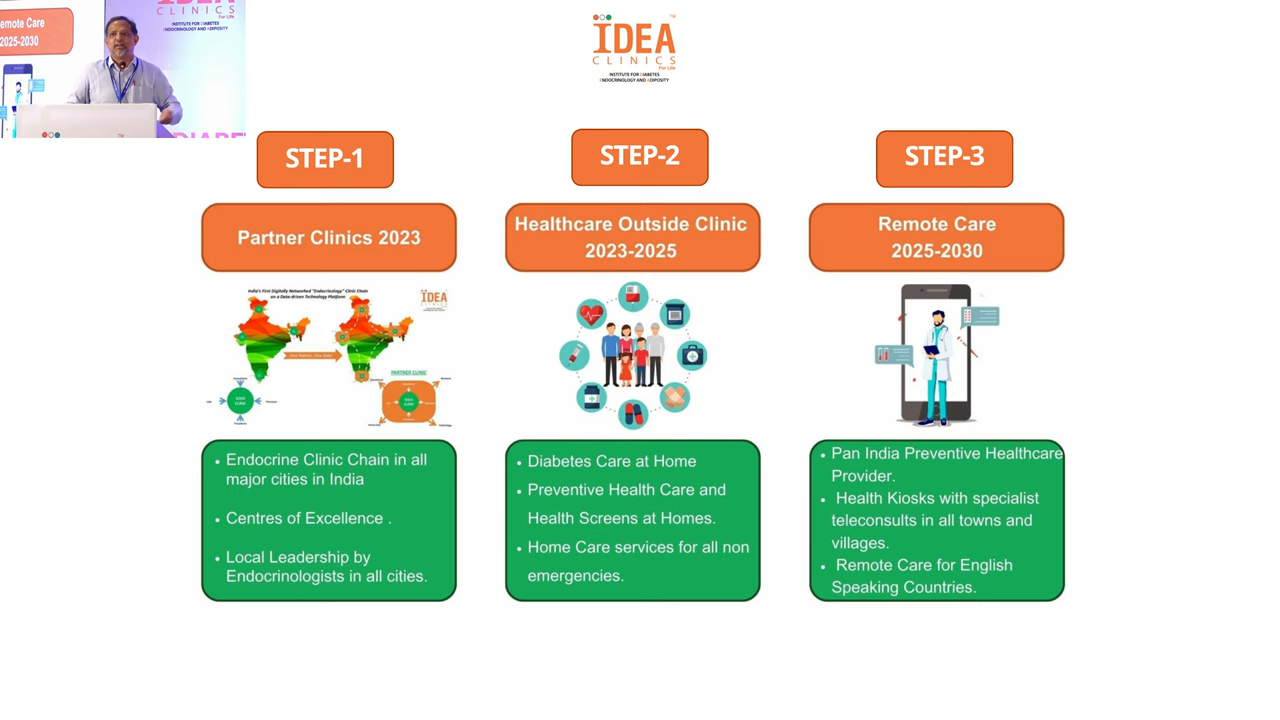 emote Care
2025-2030
IDEA
CLINICS
For Life
INSTITUTE FOR DIABETES
ENDOCRINOLOGY AND ADIPOSITY
TM
IDEA
CLINICS
For Life
INSTITUTE FOR DIABETES
ENDOCRINOLOGY AND ADIPOSITY
STEP-1
STEP-2
STEP-3
Partner Clinics 2023
Healthcare Outside Clinic
2023-2025
Remote Care
2025-2030
India's First Digitally Networked "Endocrinology" Clinic Chain
on a Data-driven Technology Platform
IDEA
CLINICS
PARTNER CLINIC
• Endocrine Clinic Chain in all
major cities in India
• Centres of Excellence .
• Local Leadership by
Endocrinologists in all cities.
• Diabetes Care at Home
• Preventive Health Care and
Health Screens at Homes.
• Home Care services for all non
emergencies.
• Pan India Preventive Healthcare
Provider.
• Health Kiosks with specialist
teleconsults in all towns and
villages.
• Remote Care for English
Speaking Countries.